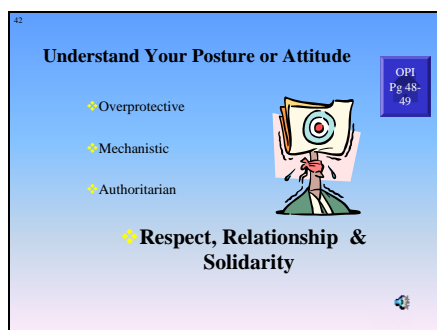 42
Understand Your Posture or Attitude
OPI
Pg 48-
49
Overprotective
Mechanistic
Authoritarian
Respect, Relationship &
Solidarity